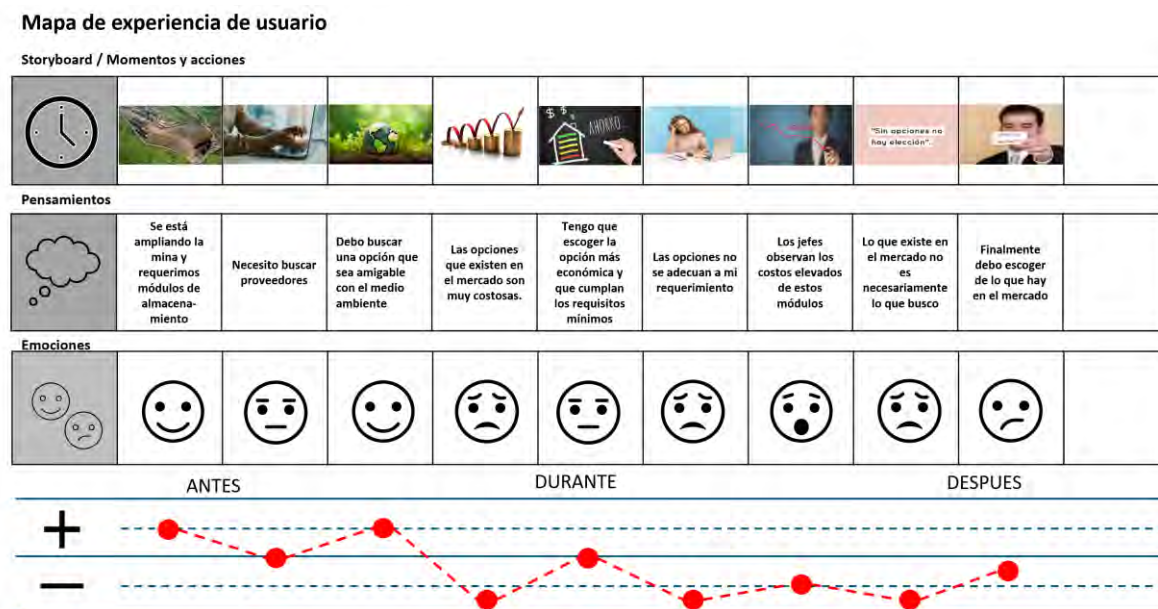 Mapa de experiencia de usuario
Storyboard / Momentos y acciones
$ $
$
AHORRO
"Sin opciones no
hay elección".
Pensamientos
Se está
ampliando la
mina y
requerimos
módulos de
almacena-
miento
Necesito buscar
proveedores
Debo buscar
una opción que
sea amigable
con el medio
ambiente
Las opciones
que existen en
el mercado son
muy costosas.
Tengo que
escoger la
opción más
económica y
que cumplan
los requisitos
mínimos
Las opciones no
se adecuan a mi
requerimiento
Los jefes
observan los
costos elevados
de estos
módulos
Lo que existe en
el mercado no
es
necesariamente
lo que busco
Finalmente
debo escoger
de lo que hay
en el mercado
Emociones
ANTES
DURANTE
DESPUES
+
−